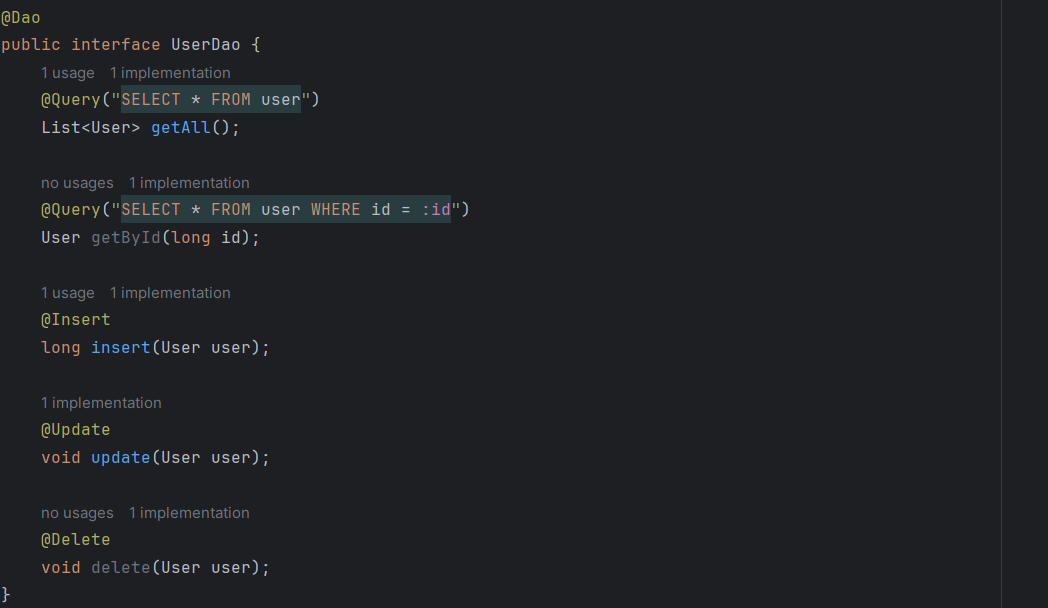 @Dao
public interface UserDao {
1 usage 1 implementation
@Query("SELECT * FROM user")
List<User> getAll();
no usages 1 implementation
@Query("SELECT * FROM user WHERE id = :id")
User getById(long id);
1 usage 1 implementation
@Insert
long insert(User user);
1 implementation
@Update
void update(User user);
no usages 1 implementation
@Delete
void delete(User user);
}